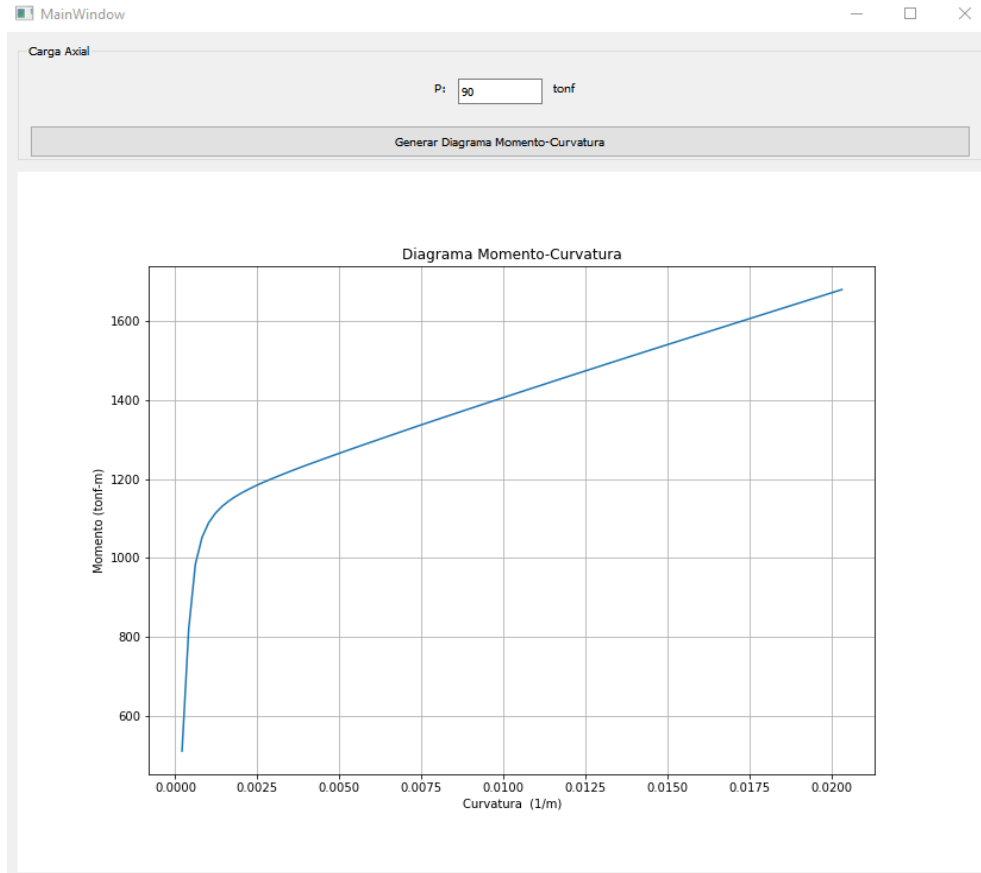 MainWindow
Carga Axial
P: 90 tonf
Generar Diagrama Momento-Curvatura
Diagrama Momento-Curvatura
1600
1400
1200
1000
800
600
Momento (tonf-m)
0.0000 0.0025 0.0050 0.0075 0.0100 0.0125 0.0150 0.0175 0.0200
Curvatura (1/m)